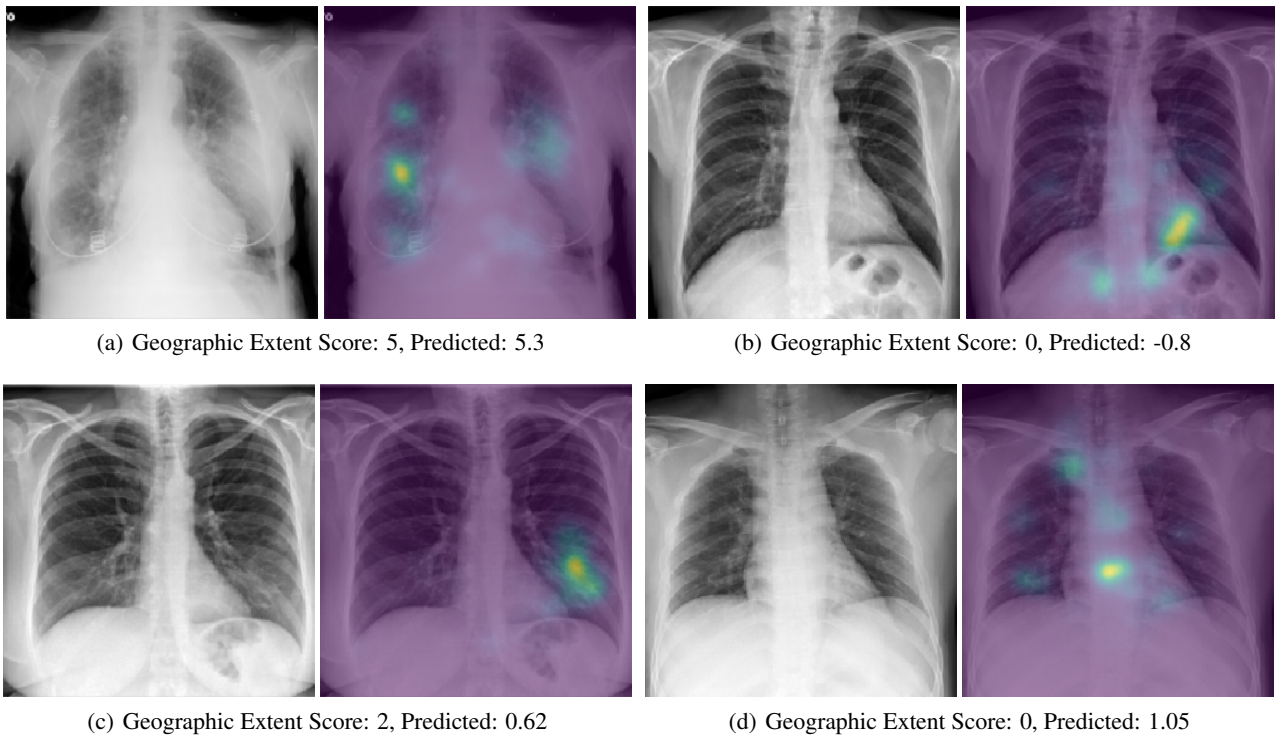 (a) Geographic Extent Score: 5, Predicted: 5.3
(b) Geographic Extent Score: 0, Predicted: -0.8
(c) Geographic Extent Score: 2, Predicted: 0.62
(d) Geographic Extent Score: 0, Predicted: 1.05